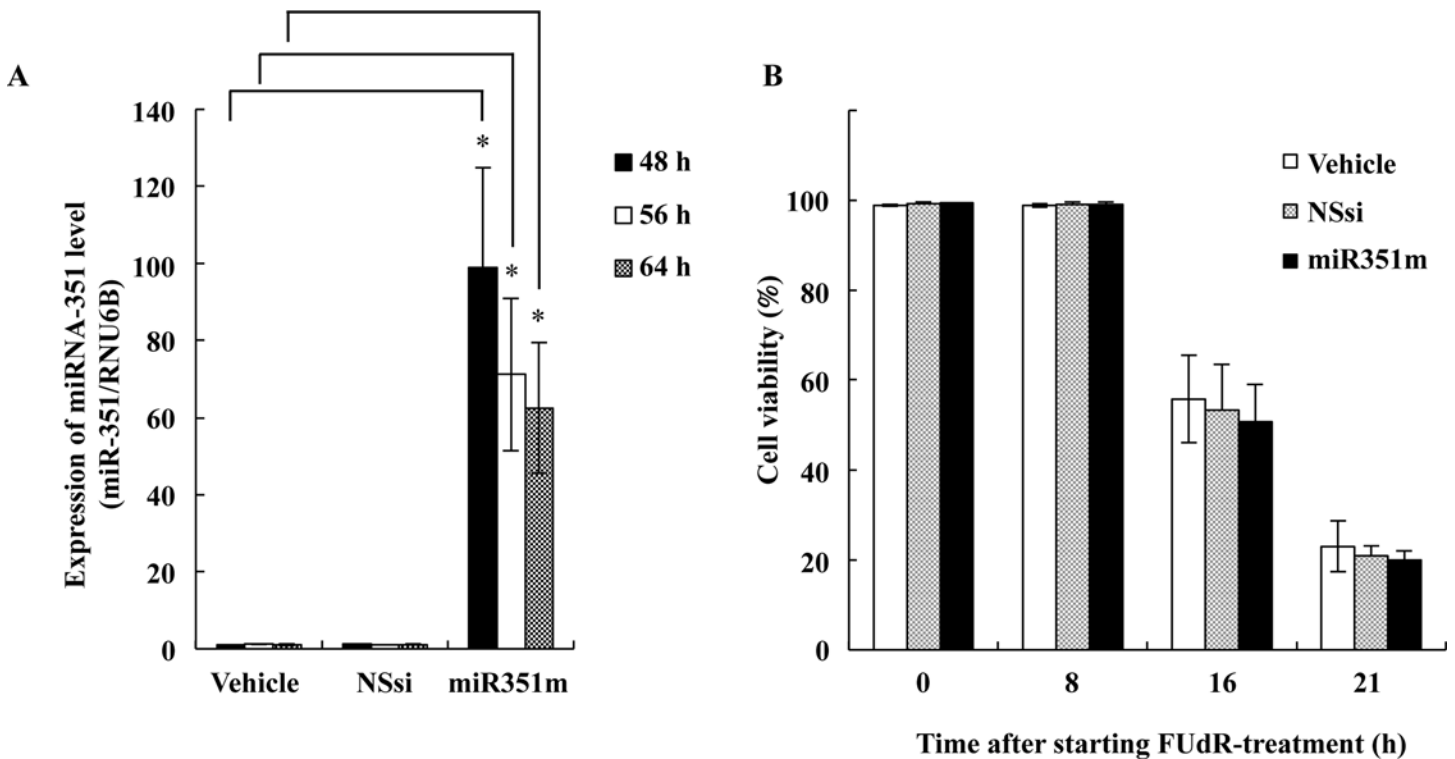 A
Expression of miRNA-351 level
(miR-351/RNU6B)
140
120
100
80
60
40
20
0
*
*
*
Vehicle NSsi miR351m
48 h
56 h
64 h
B
Cell viability (%)
100
80
60
40
20
0
Vehicle
NSsi
miR351m
0 8 16 21
Time after starting FUdR-treatment (h)